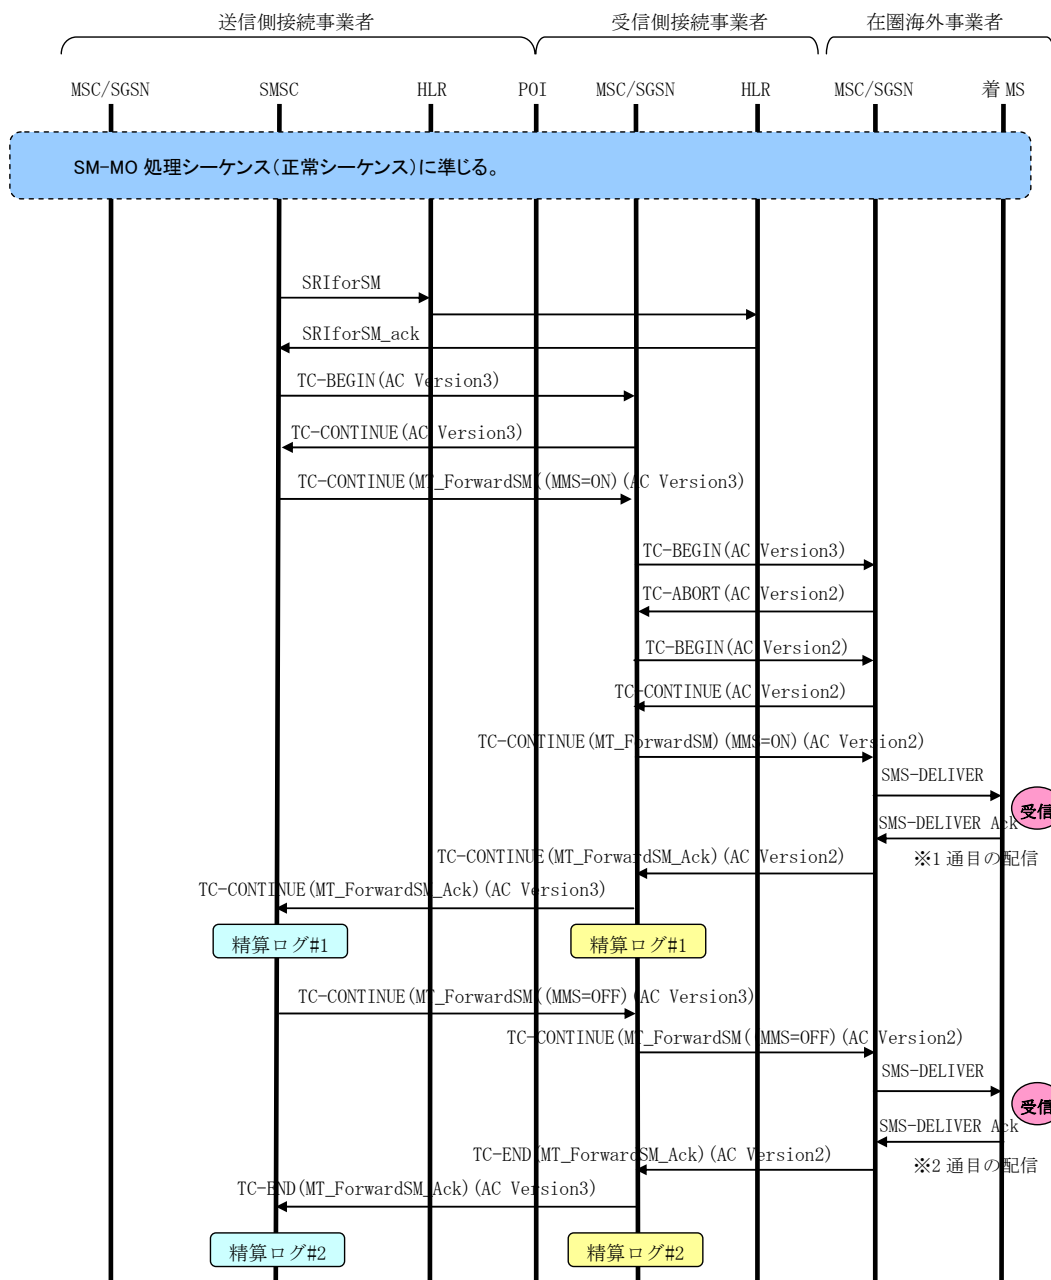 送信側接続事業者 受信側接続事業者 在圏海外事業者
MSC/SGSN SMSC HLR POI MSC/SGSN HLR MSC/SGSN 着 MS
SM-MO 処理シーケンス(正常シーケンス)に準じる。
SRIforSM
SRIforSM_ack
TC-BEGIN(AC Version3)
TC-CONTINUE(AC Version3)
TC-CONTINUE(MT_ForwardSM((MMS=ON)(AC Version3)
TC-BEGIN(AC Version3)
TC-ABORT(AC Version2)
TC-BEGIN(AC Version2)
TC-CONTINUE(AC Version2)
TC-CONTINUE(MT_ForwardSM)(MMS=ON)(AC Version2)
SMS-DELIVER
受信
SMS-DELIVER Ack
※1 通目の配信
TC-CONTINUE(MT_ForwardSM_Ack)(AC Version2)
TC-CONTINUE(MT_ForwardSM_Ack)(AC Version3)
精算ログ#1 精算ログ#1
TC-CONTINUE(MT_ForwardSM((MMS=OFF)(AC Version3)
TC-CONTINUE(MT_ForwardSM((MMS=OFF)(AC Version2)
SMS-DELIVER
受信
SMS-DELIVER Ack
※2 通目の配信
TC-END(MT_ForwardSM_Ack)(AC Version2)
TC-END(MT_ForwardSM_Ack)(AC Version3)
精算ログ#2 精算ログ#2